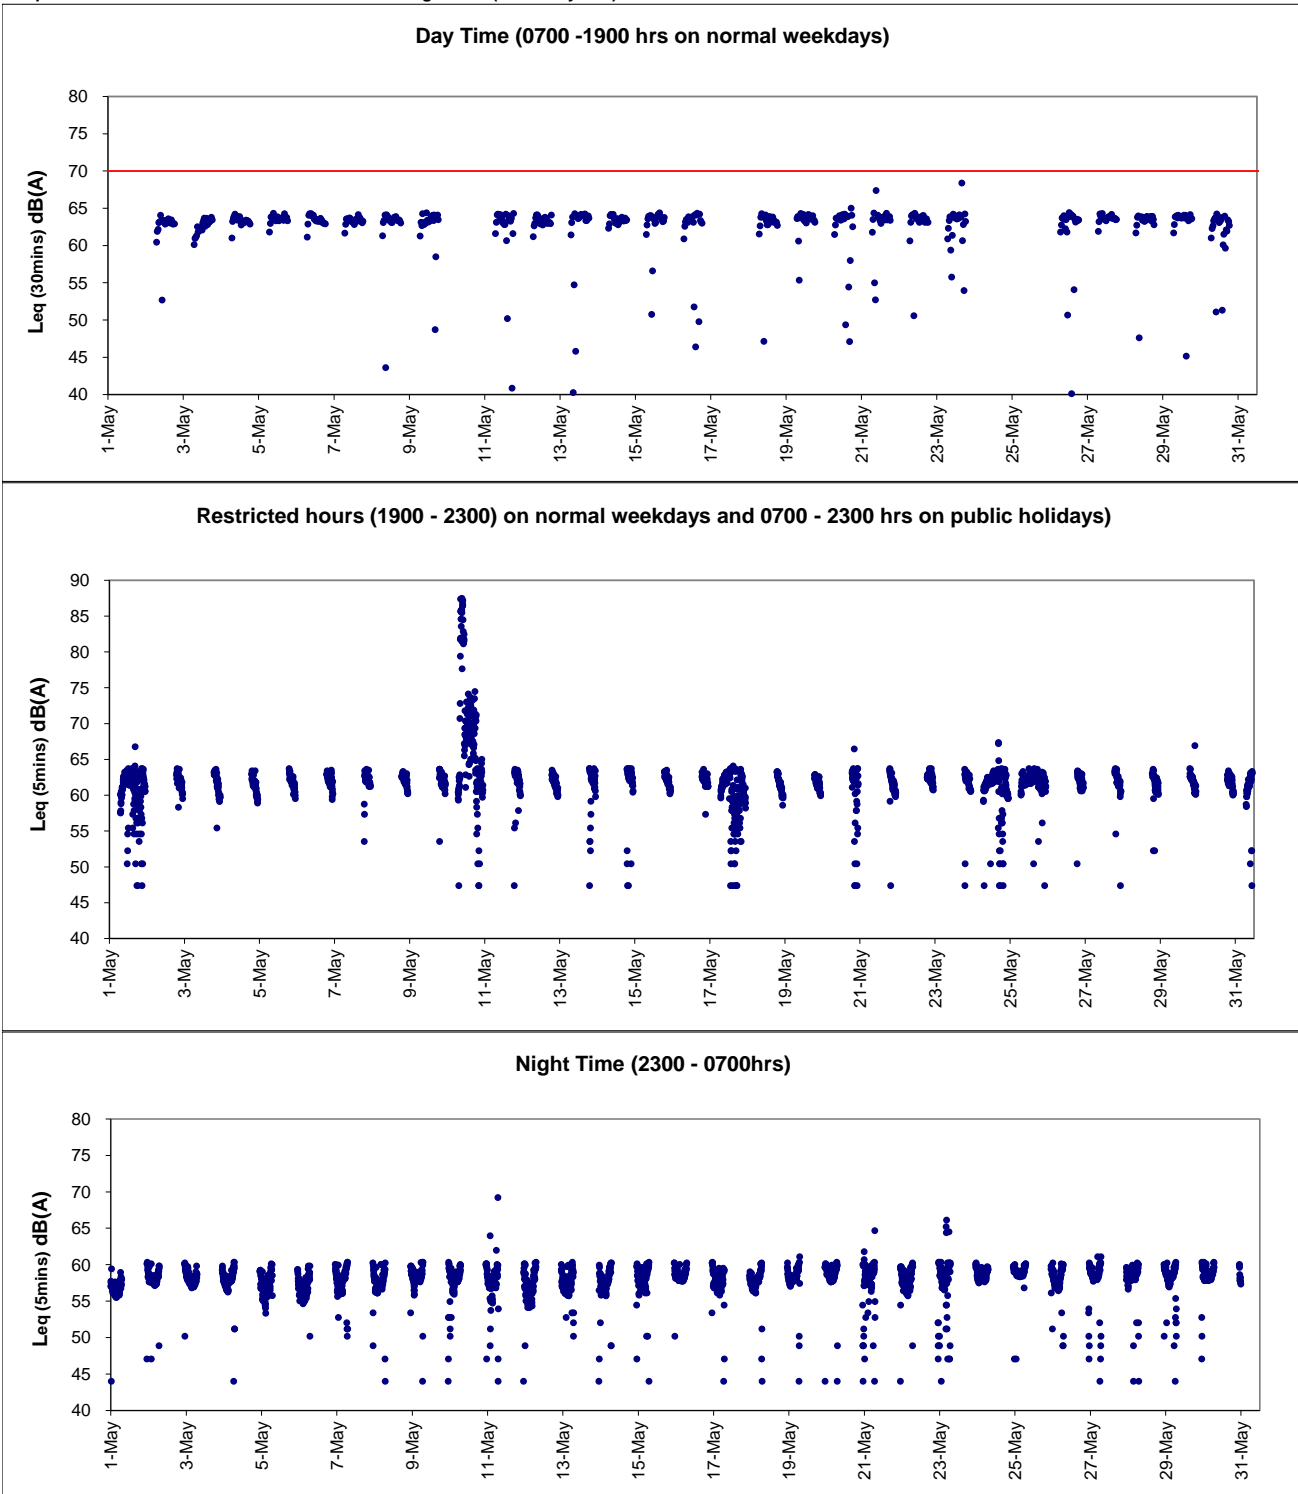 Day Time (0700 -1900 hrs on normal weekdays)
Leq (30mins) dB(A)
80
75
70
65
60
55
50
45
40
1-May
3-May
5-May
7-May
9-May
11-May
13-May
15-May
17-May
19-May
21-May
23-May
25-May
27-May
29-May
31-May
Restricted hours (1900 - 2300) on normal weekdays and 0700 - 2300 hrs on public holidays)
Leq (5mins) dB(A)
90
85
80
75
70
65
60
55
50
45
40
1-May
3-May
5-May
7-May
9-May
11-May
13-May
15-May
17-May
19-May
21-May
23-May
25-May
27-May
29-May
31-May
Night Time (2300 - 0700hrs)
Leq (5mins) dB(A)
80
75
70
65
60
55
50
45
40
1-May
3-May
5-May
7-May
9-May
11-May
13-May
15-May
17-May
19-May
21-May
23-May
25-May
27-May
29-May
31-May